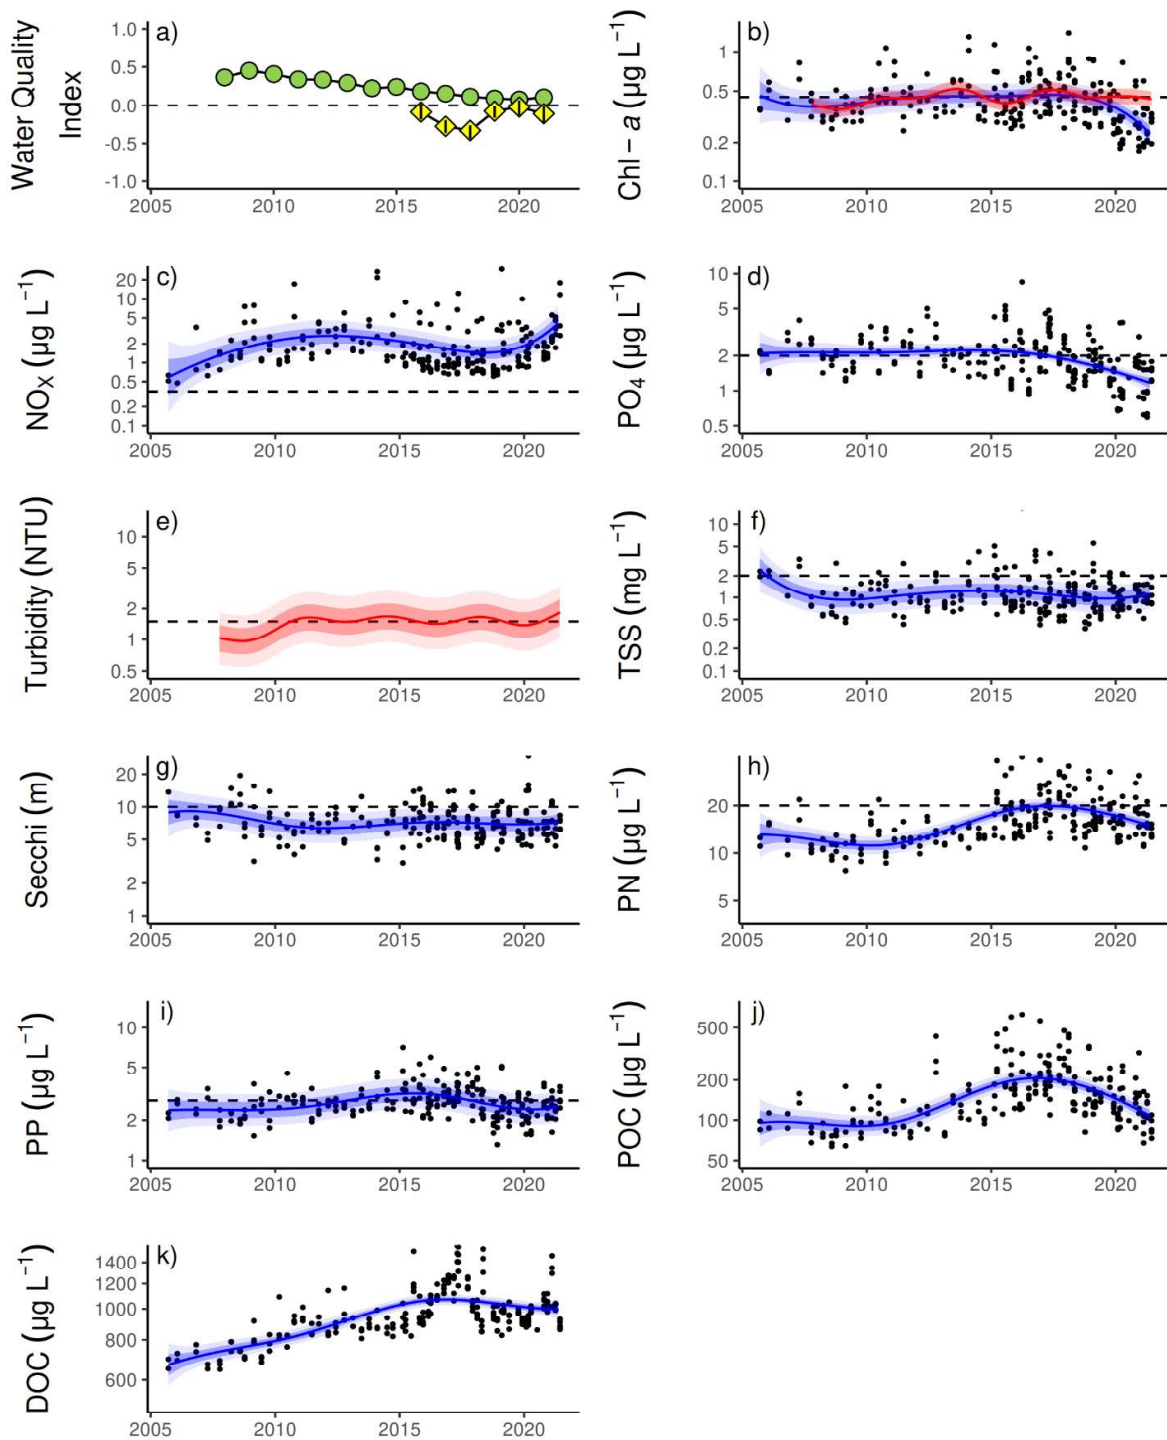 a)
Water Quality
Index
1.0
0.5
0.0
-0.5
-1.0
2005 2010 2015 2020
b)
Chl − a (µg L−1)
1
0.5
0.2
0.1
2005 2010 2015 2020
c)
NOX (µg L−1)
20
10
5
2
1
0.5
0.2
0.1
2005 2010 2015 2020
d)
PO4 (µg L−1)
10
5
2
1
0.5
2005 2010 2015 2020
e)
Turbidity (NTU)
10
5
2
1
0.5
2005 2010 2015 2020
f)
TSS (mg L−1)
10
5
2
1
0.5
0.2
0.1
2005 2010 2015 2020
g)
Secchi (m)
20
10
5
2
1
2005 2010 2015 2020
h)
PN (µg L−1)
20
10
5
2005 2010 2015 2020
i)
PP (µg L−1)
10
5
2
1
2005 2010 2015 2020
j)
POC (µg L−1)
500
200
100
50
2005 2010 2015 2020
k)
DOC (µg L−1)
1400
1200
1000
800
600
2005 2010 2015 2020